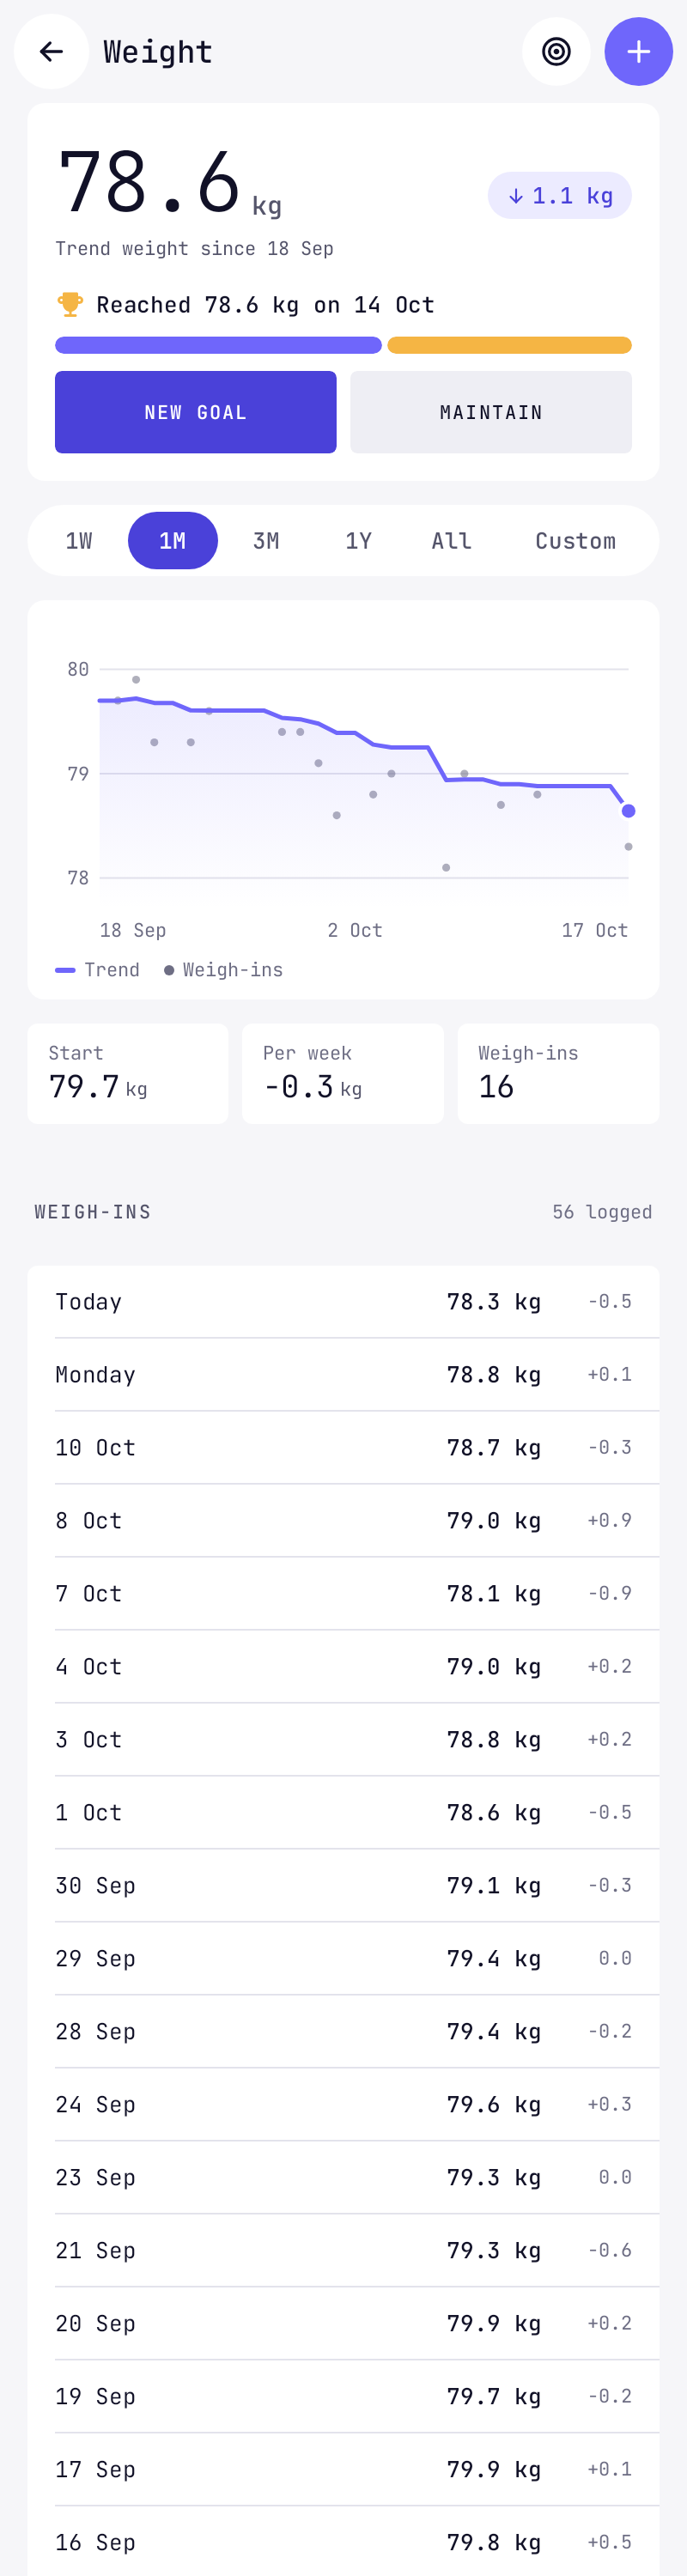 Weight
78.6 kg
↓ 1.1 kg
Trend weight since 18 Sep
Reached 78.6 kg on 14 Oct
NEW GOAL MAINTAIN
1W 1M 3M 1Y All Custom
80
79
78
18 Sep 2 Oct 17 Oct
Trend Weigh-ins
Start Per week Weigh-ins
79.7 kg -0.3 kg 16
WEIGH-INS 56 logged
Today 78.3 kg -0.5
Monday 78.8 kg +0.1
10 Oct 78.7 kg -0.3
8 Oct 79.0 kg +0.9
7 Oct 78.1 kg -0.9
4 Oct 79.0 kg +0.2
3 Oct 78.8 kg +0.2
1 Oct 78.6 kg -0.5
30 Sep 79.1 kg -0.3
29 Sep 79.4 kg 0.0
28 Sep 79.4 kg -0.2
24 Sep 79.6 kg +0.3
23 Sep 79.3 kg 0.0
21 Sep 79.3 kg -0.6
20 Sep 79.9 kg +0.2
19 Sep 79.7 kg -0.2
17 Sep 79.9 kg +0.1
16 Sep 79.8 kg +0.5